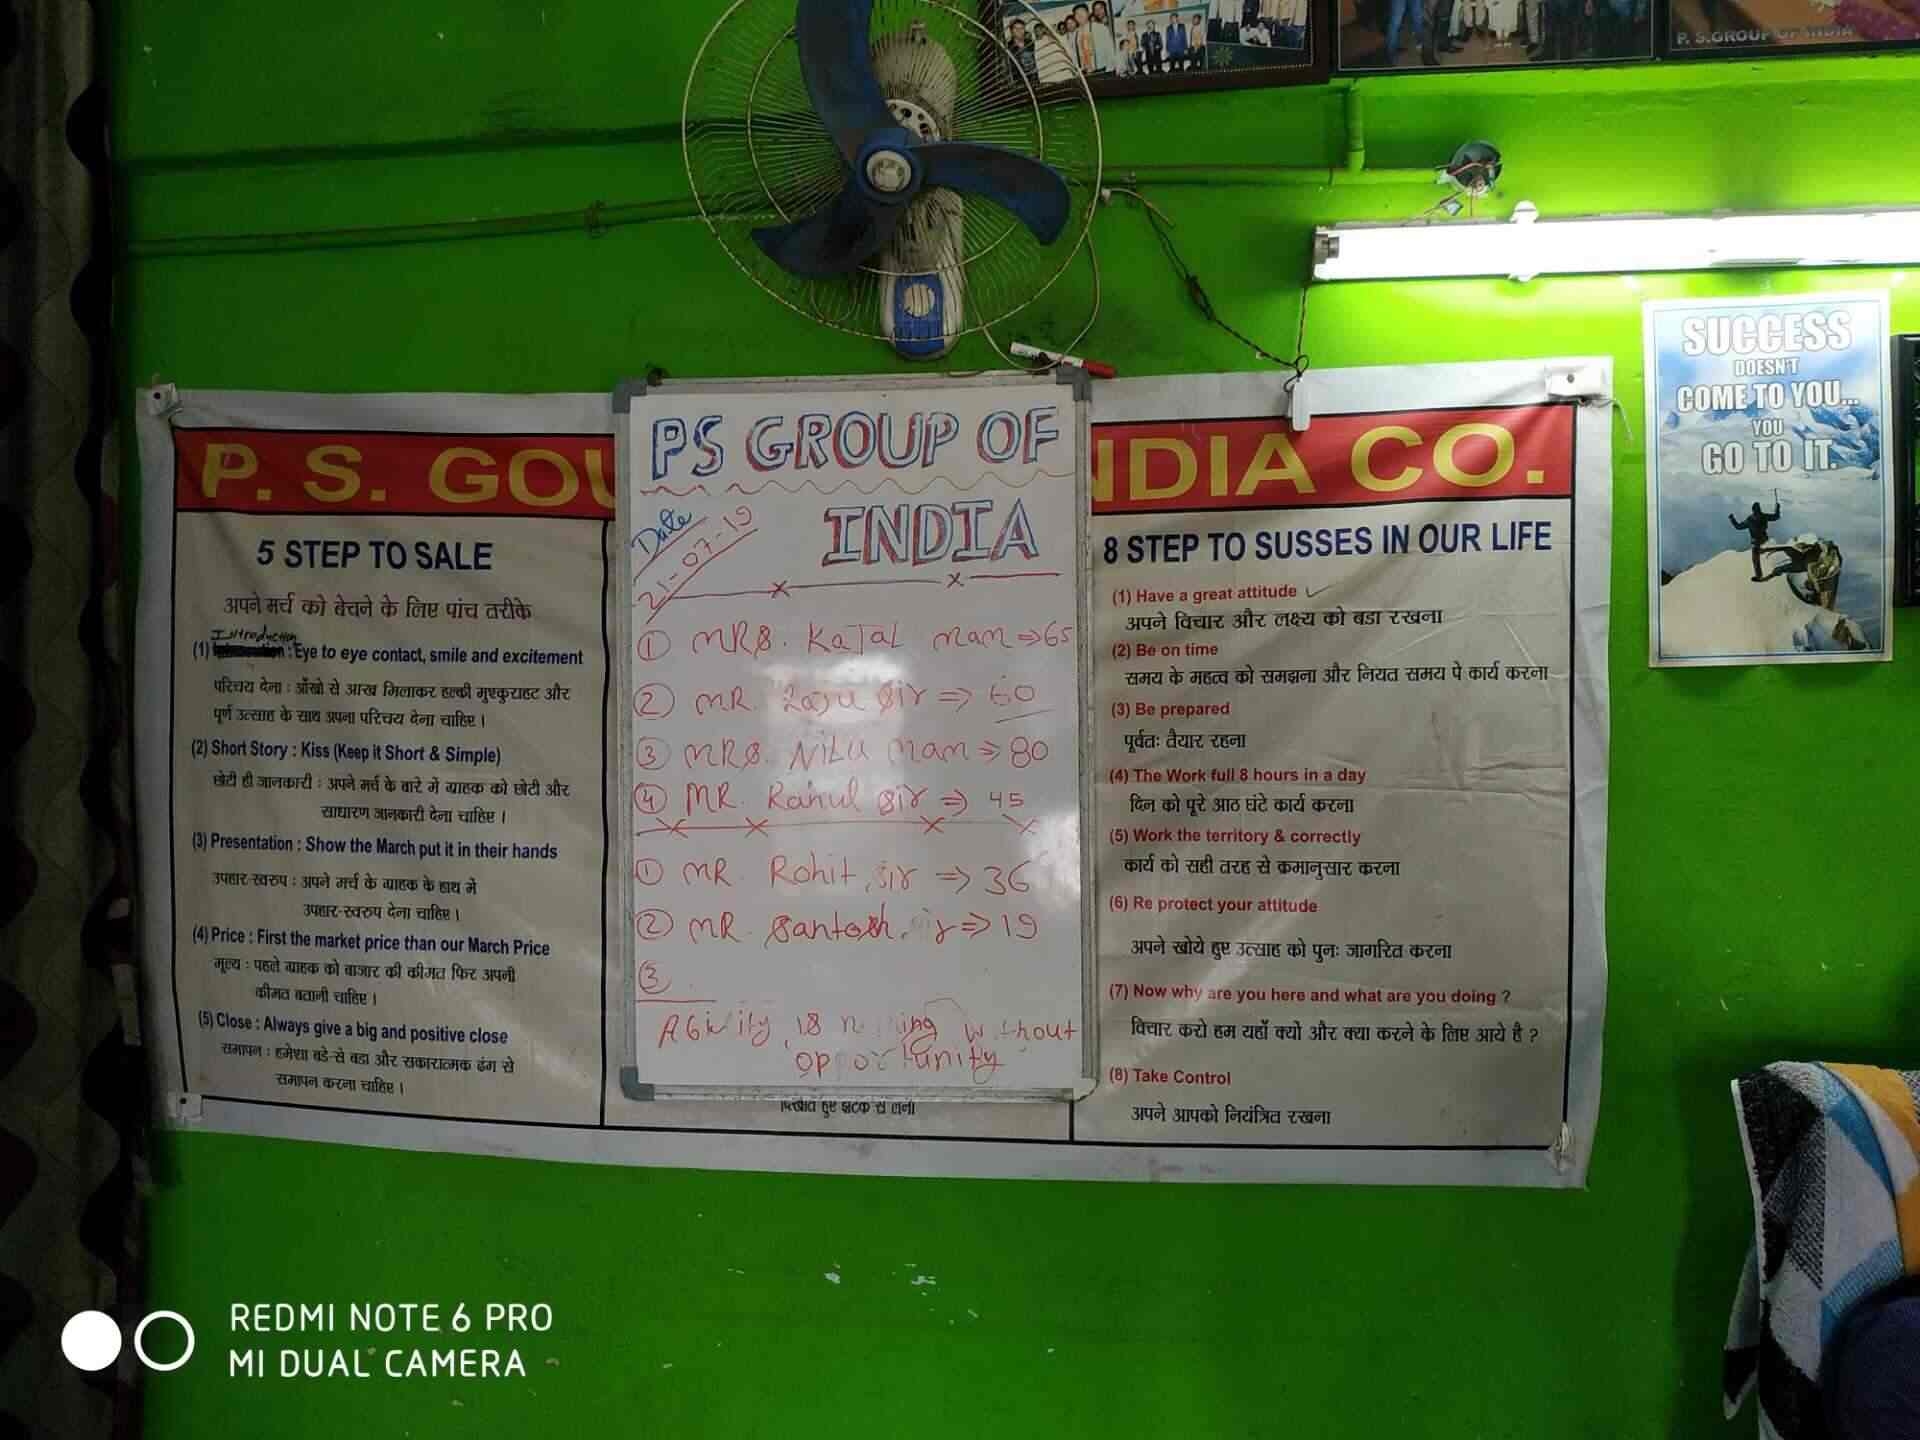 P. S. GROUP OF INDIA
SUCCESS
DOESN'T
COME TO YOU...
YOU
GO TO IT.
P. S. GOU
NDIA CO.
5 STEP TO SALE
अपने मर्च को बेचने के लिए पांच तरीके
Introduction
(1) : Eye to eye contact, smile and excitement
परिचय देना : आँखो से आख मिलाकर हल्की मुश्कुराहट और
पूर्ण उत्साह के साथ अपना परिचय देना चाहिए ।
(2) Short Story : Kiss (Keep it Short & Simple)
छोटी ही जानकारी : अपने मर्च के बारे में ग्राहक को छोटी और
साधारण जानकारी देना चाहिए ।
(3) Presentation : Show the March put it in their hands
उपहार-स्वरुप : अपने मर्च के ग्राहक के हाथ में
उपहार-स्वरुप देना चाहिए ।
(4) Price : First the market price than our March Price
मूल्य : पहले ग्राहक को बाजार की कीमत फिर अपनी
कीमत बतानी चाहिए ।
(5) Close : Always give a big and positive close
समापन : हमेशा बडे-से बडा और सकारात्मक ढंग से
समापन करना चाहिए ।
PS GROUP OF
INDIA
Date
21-07-19
① MRS. KaJal mam ⇒ 65
② MR. Raju sir ⇒ 60
③ MRS. Nilu mam ⇒ 80
④ MR. Rahul sir ⇒ 45
① MR. Rohit sir ⇒ 36
② MR. Santosh sir ⇒ 19
③
Ability is nothing without
opportunity
8 STEP TO SUSSES IN OUR LIFE
(1) Have a great attitude
अपने विचार और लक्ष्य को बडा रखना
(2) Be on time
समय के महत्व को समझना और नियत समय पे कार्य करना
(3) Be prepared
पूर्वतः तैयार रहना
(4) The Work full 8 hours in a day
दिन को पूरे आठ घंटे कार्य करना
(5) Work the territory & correctly
कार्य को सही तरह से क्रमानुसार करना
(6) Re protect your attitude
अपने खोये हुए उत्साह को पुनः जागरित करना
(7) Now why are you here and what are you doing ?
विचार करो हम यहाँ क्यों और क्या करने के लिए आये है ?
(8) Take Control
अपने आपको नियंत्रित रखना
REDMI NOTE 6 PRO
MI DUAL CAMERA